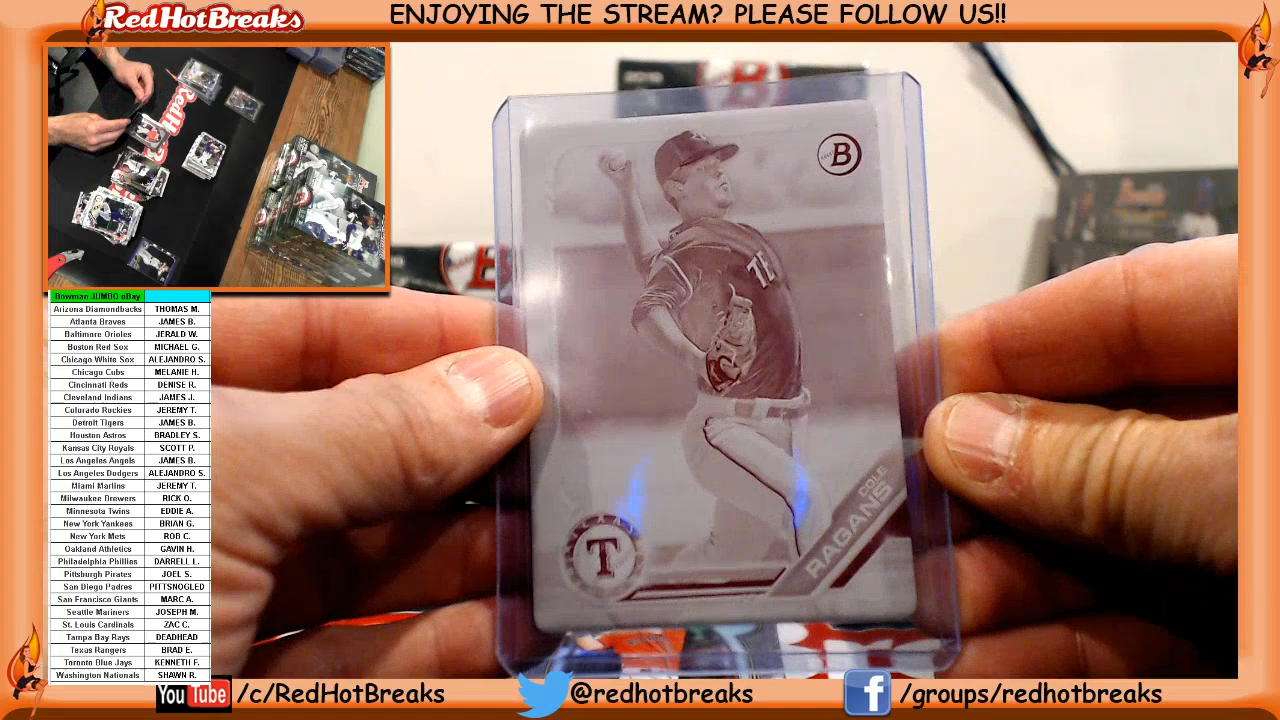 RedHotBreaks
ENJOYING THE STREAM? PLEASE FOLLOW US!!
RedHotB
B
TE
COLE
RAGANS
T
Bowman JUMBO eBay
Arizona Diamondbacks THOMAS M.
Atlanta Braves JAMES B.
Baltimore Orioles JERALD W.
Boston Red Sox MICHAEL G.
Chicago White Sox ALEJANDRO S.
Chicago Cubs MELANIE H.
Cincinnati Reds DENISE R.
Cleveland Indians JAMES J.
Colorado Rockies JEREMY T.
Detroit Tigers JAMES B.
Houston Astros BRADLEY S.
Kansas City Royals SCOTT P.
Los Angeles Angels JAMES B.
Los Angeles Dodgers ALEJANDRO S.
Miami Marlins JEREMY T.
Milwaukee Brewers RICK O.
Minnesota Twins EDDIE A.
New York Yankees BRIAN G.
New York Mets ROB C.
Oakland Athletics GAVIN H.
Philadelphia Phillies DARRELL L.
Pittsburgh Pirates JOEL S.
San Diego Padres PITTSNOGLED
San Francisco Giants MARC A.
Seattle Mariners JOSEPH M.
St. Louis Cardinals ZAC C.
Tampa Bay Rays DEADHEAD
Texas Rangers BRAD E.
Toronto Blue Jays KENNETH F.
Washington Nationals SHAWN R.
YouTube /c/RedHotBreaks
@redhotbreaks
f /groups/redhotbreaks